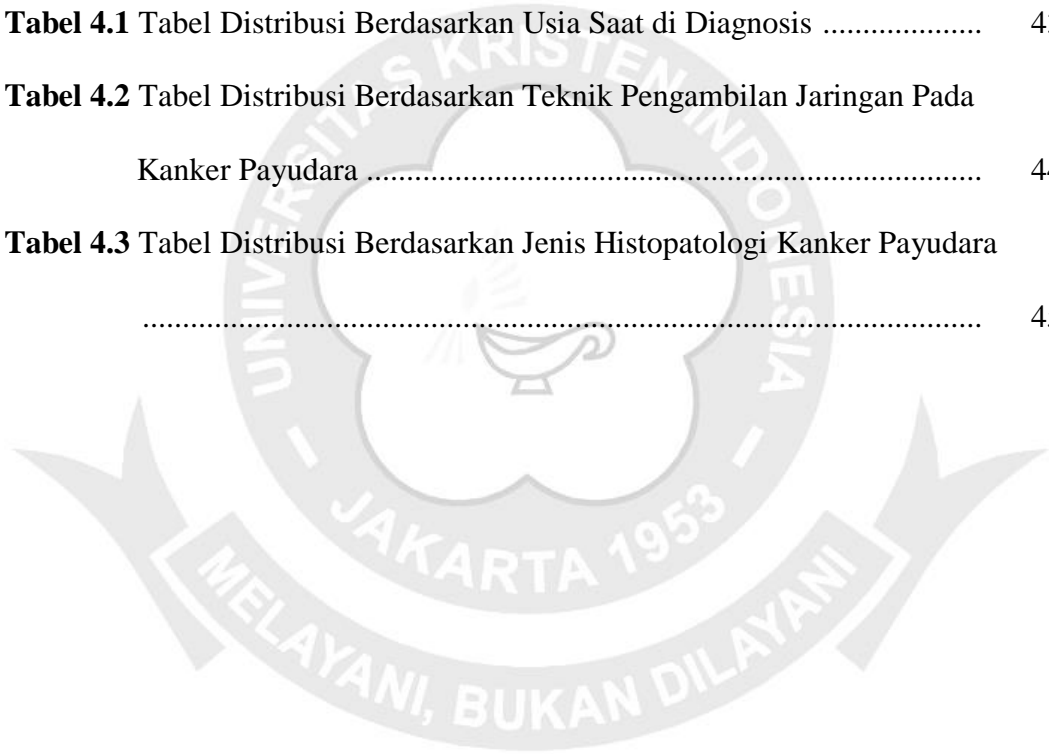 Tabel 4.1 Tabel Distribusi Berdasarkan Usia Saat di Diagnosis ....................
Tabel 4.2 Tabel Distribusi Berdasarkan Teknik Pengambilan Jaringan Pada
Kanker Payudara ............................................................................. 44
Tabel 4.3 Tabel Distribusi Berdasarkan Jenis Histopatologi Kanker Payudara
.........................................................................................................
UNIVERSITAS KRISTEN INDONESIA
JAKARTA 1953
MELAYANI, BUKAN DILAYANI